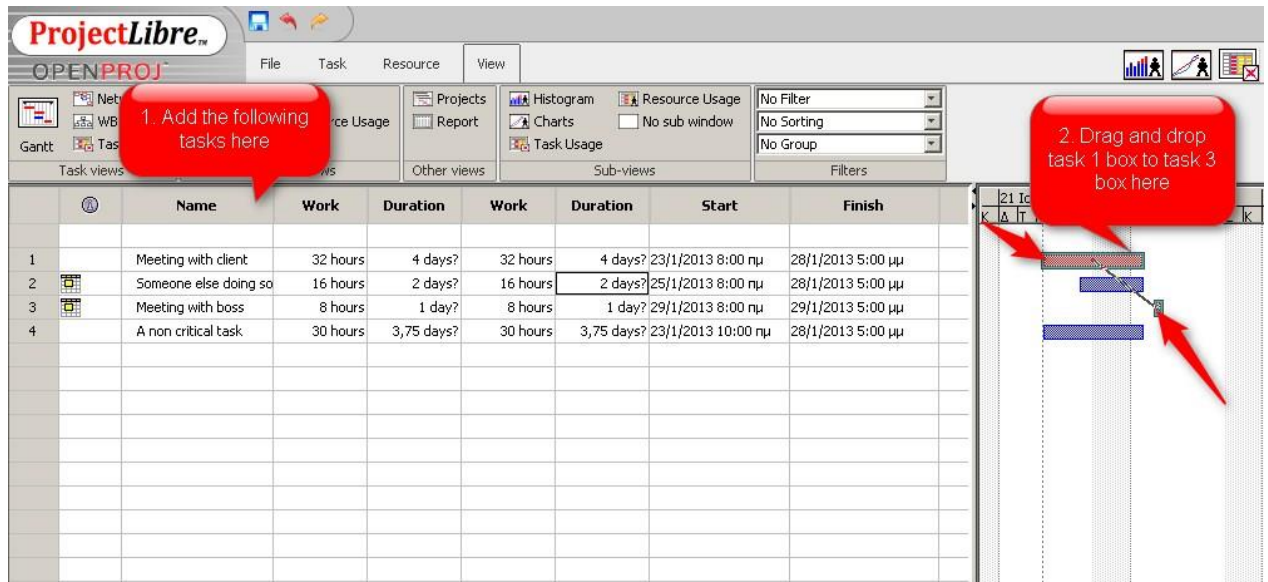 ProjectLibre™
OPENPROJ
File Task Resource View
Gantt
1. Add the following tasks here
Task views
Projects
Report
Other views
Histogram Resource Usage
Charts No sub window
Task Usage
Sub-views
No Filter
No Sorting
No Group
Filters
2. Drag and drop
task 1 box to task 3
box here
Name Work Duration Work Duration Start Finish
1 Meeting with client 32 hours 4 days? 32 hours 4 days? 23/1/2013 8:00 πμ 28/1/2013 5:00 μμ
2 Someone else doing so 16 hours 2 days? 16 hours 2 days? 25/1/2013 8:00 πμ 28/1/2013 5:00 μμ
3 Meeting with boss 8 hours 1 day? 8 hours 1 day? 29/1/2013 8:00 πμ 29/1/2013 5:00 μμ
4 A non critical task 30 hours 3,75 days? 30 hours 3,75 days? 23/1/2013 10:00 πμ 28/1/2013 5:00 μμ
Κ Δ Τ Κ